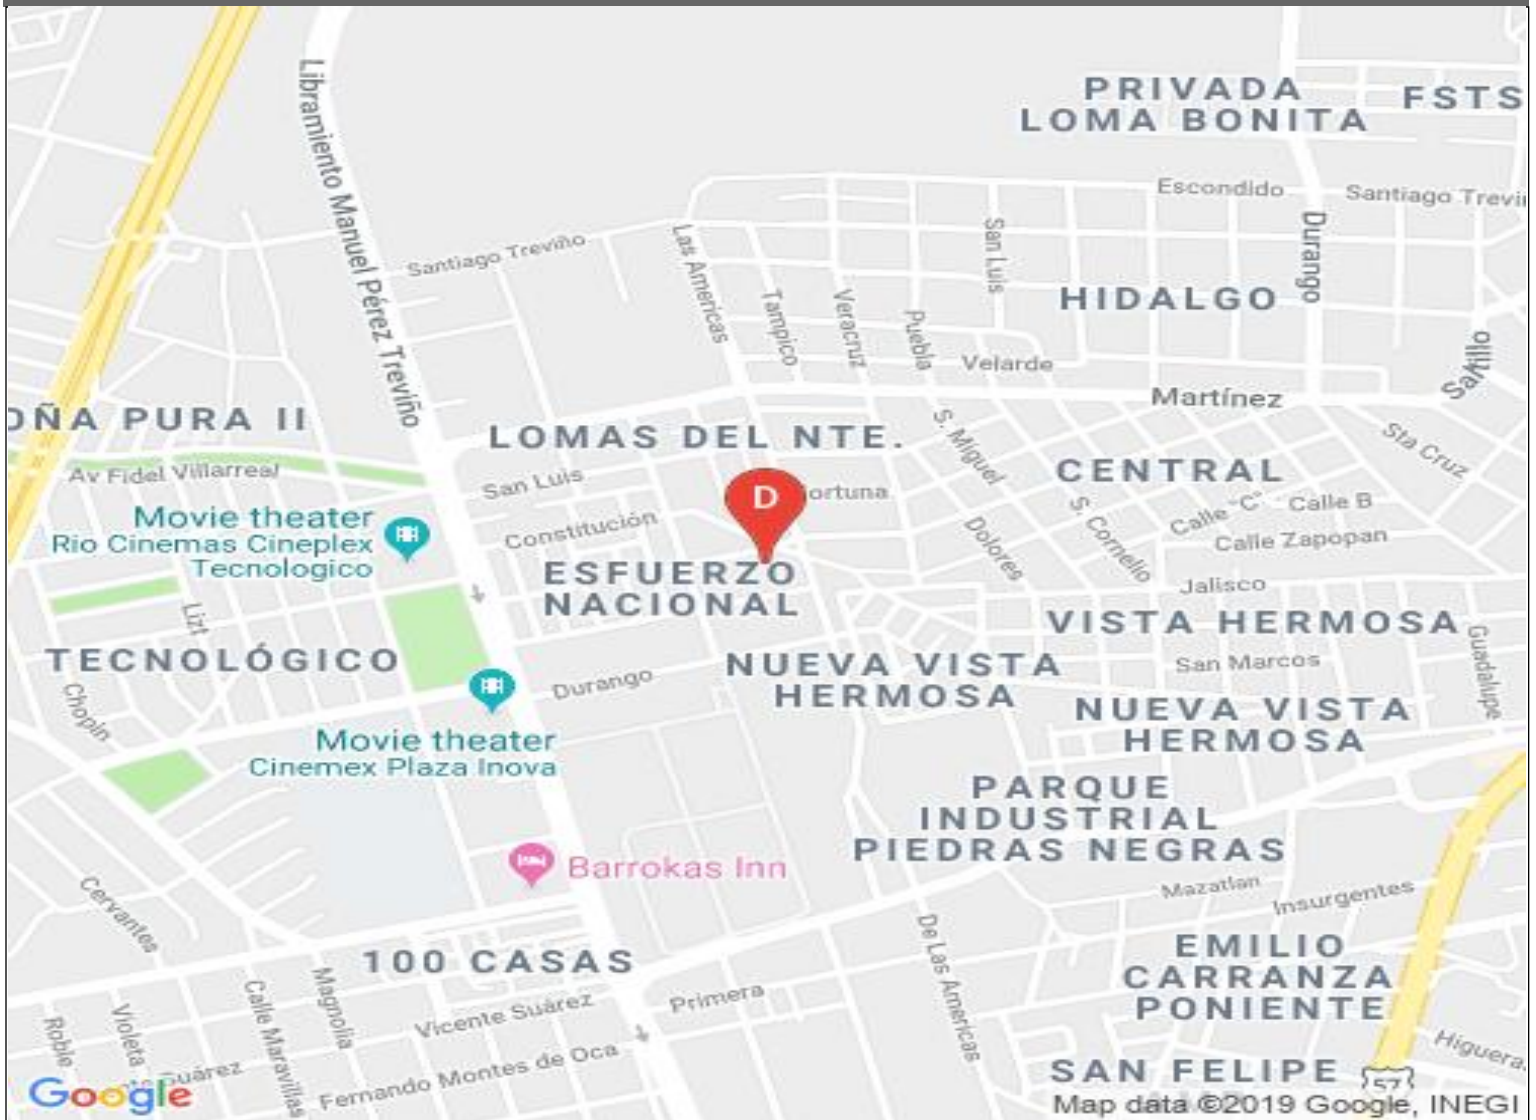 PRIVADA
LOMA BONITA
FSTS
Libramiento Manuel Pérez Treviño
Escondido
Santiago Trevi
Santiago Treviño
Las Americas
San Luis
Durango
HIDALGO
Tampico
Veracruz
Puebla
Velarde
Saltillo
Martínez
OÑA PURA II
LOMAS DEL NTE.
S. Miguel
Sta Cruz
Av Fidel Villarreal
San Luis
D
ortuna
CENTRAL
Calle "C"
Calle B
Movie theater
Rio Cinemas Cineplex
Tecnologico
Constitución
Dolores
S. Cornelio
Calle Zapopan
ESFUERZO
NACIONAL
Jalisco
Lizt
VISTA HERMOSA
TECNOLÓGICO
Durango
NUEVA VISTA
HERMOSA
San Marcos
Guadalupe
Chopin
NUEVA VISTA
HERMOSA
Movie theater
Cinemex Plaza Inova
PARQUE
INDUSTRIAL
PIEDRAS NEGRAS
Barrokas Inn
Mazatlan
Insurgentes
Cervantes
100 CASAS
De Las Americas
EMILIO
CARRANZA
PONIENTE
Primera
Vicente Suárez
Magnolia
Calle Maravillas
Violeta
Roble
Fernando Montes de Oca
Suárez
Higuera
SAN FELIPE
57
Google
Map data ©2019 Google, INEGI